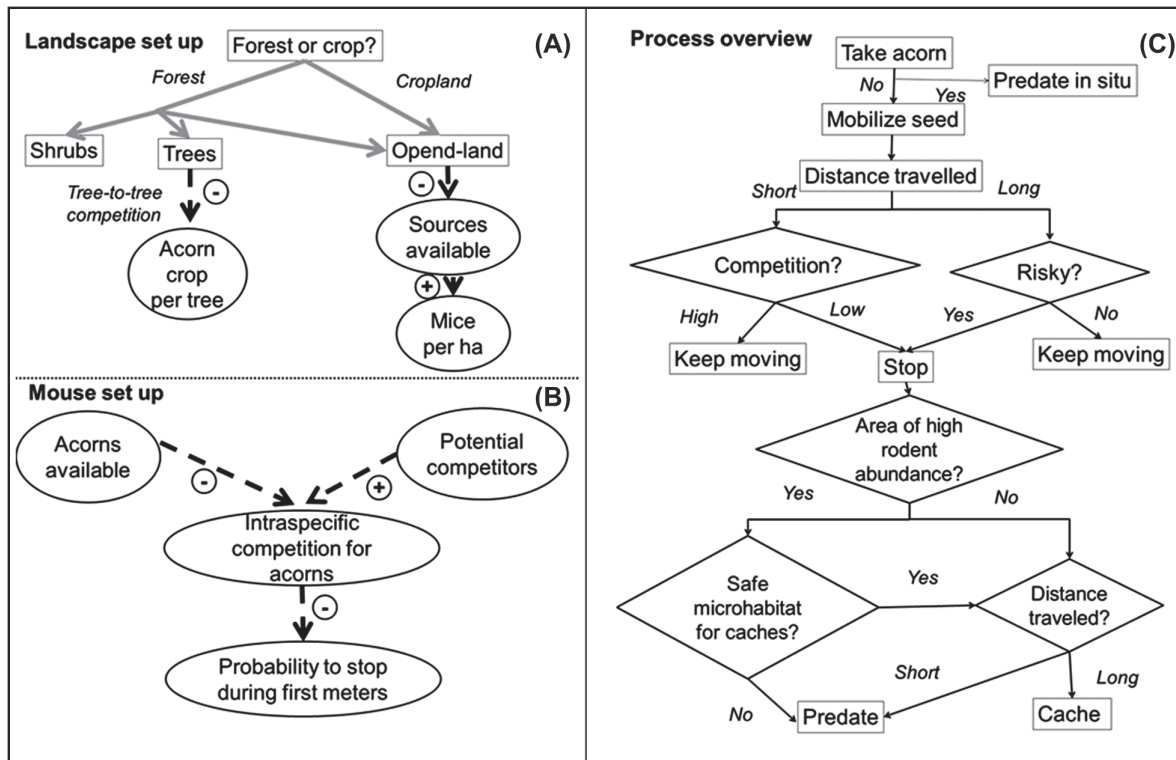 Landscape set up
Forest or crop?
(A)
Forest
Cropland
Shrubs
Trees
Opend-land
-
-
Tree-to-tree
competition
Acorn
crop
per tree
Sources
available
+
Mice
per ha
Mouse set up
(B)
Acorns
available
Potential
competitors
-
+
Intraspecific
competition for
acorns
-
Probability to stop
during first meters
Process overview
(C)
Take acorn
No
Yes
Predate in situ
Mobilize seed
Distance travelled
Short
Long
Competition?
Risky?
High
Low
Yes
No
Keep moving
Stop
Keep moving
Area of high
rodent
abundance?
Yes
No
Safe
microhabitat
for caches?
Yes
Distance
traveled?
Short
Long
No
Predate
Cache